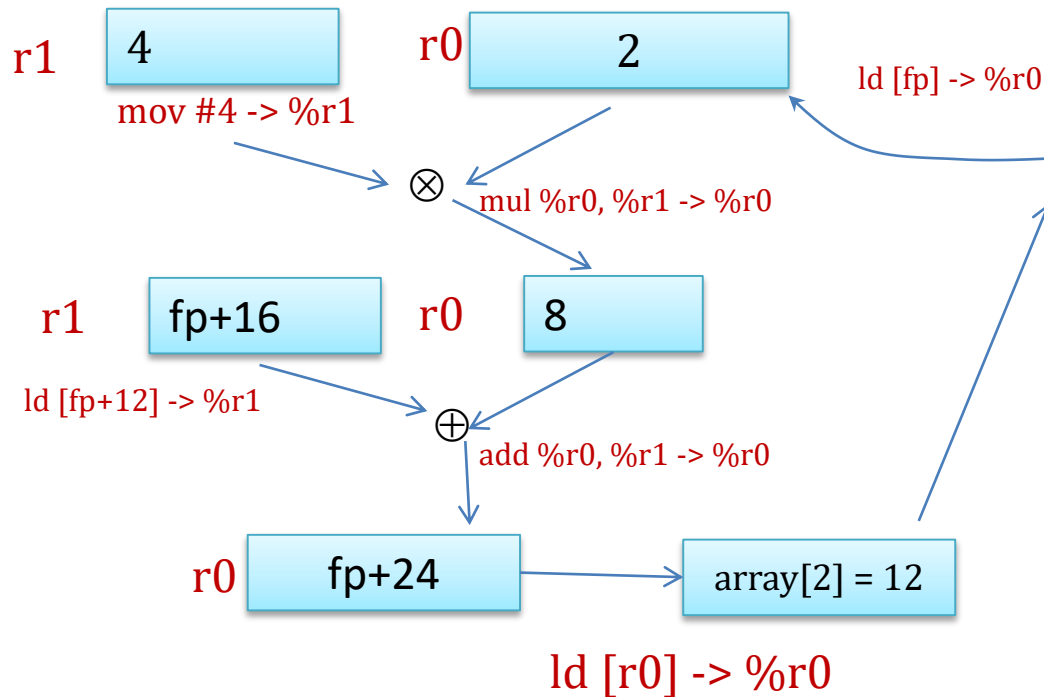 r1
4
r0
2
ld [fp] -> %r0
mov #4 -> %r1
⊗
mul %r0, %r1 -> %r0
r1
fp+16
r0
8
ld [fp+12] -> %r1
⊕
add %r0, %r1 -> %r0
r0
fp+24
array[2] = 12
ld [r0] -> %r0